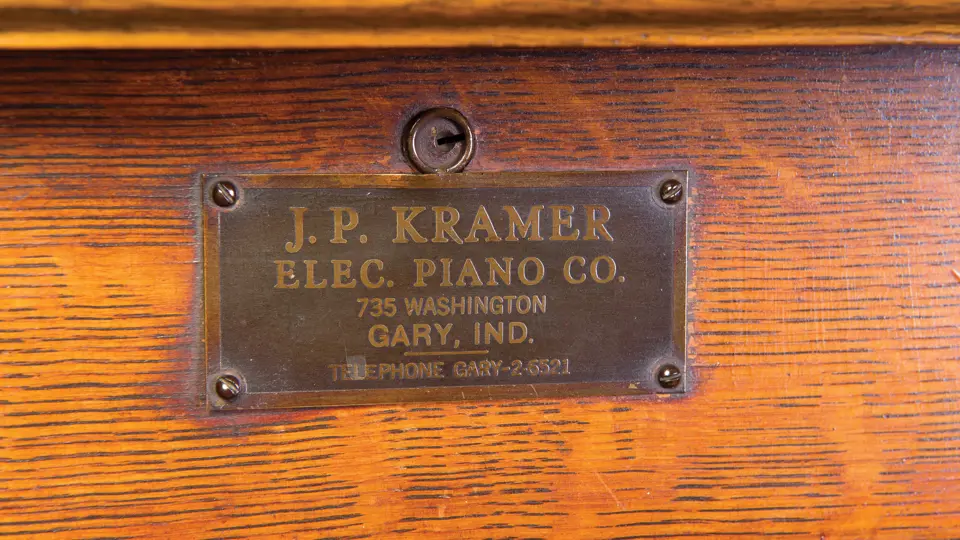 J. P. KRAMER
ELEC. PIANO CO.
735 WASHINGTON
GARY, IND.
TELEPHONE GARY-2-6521